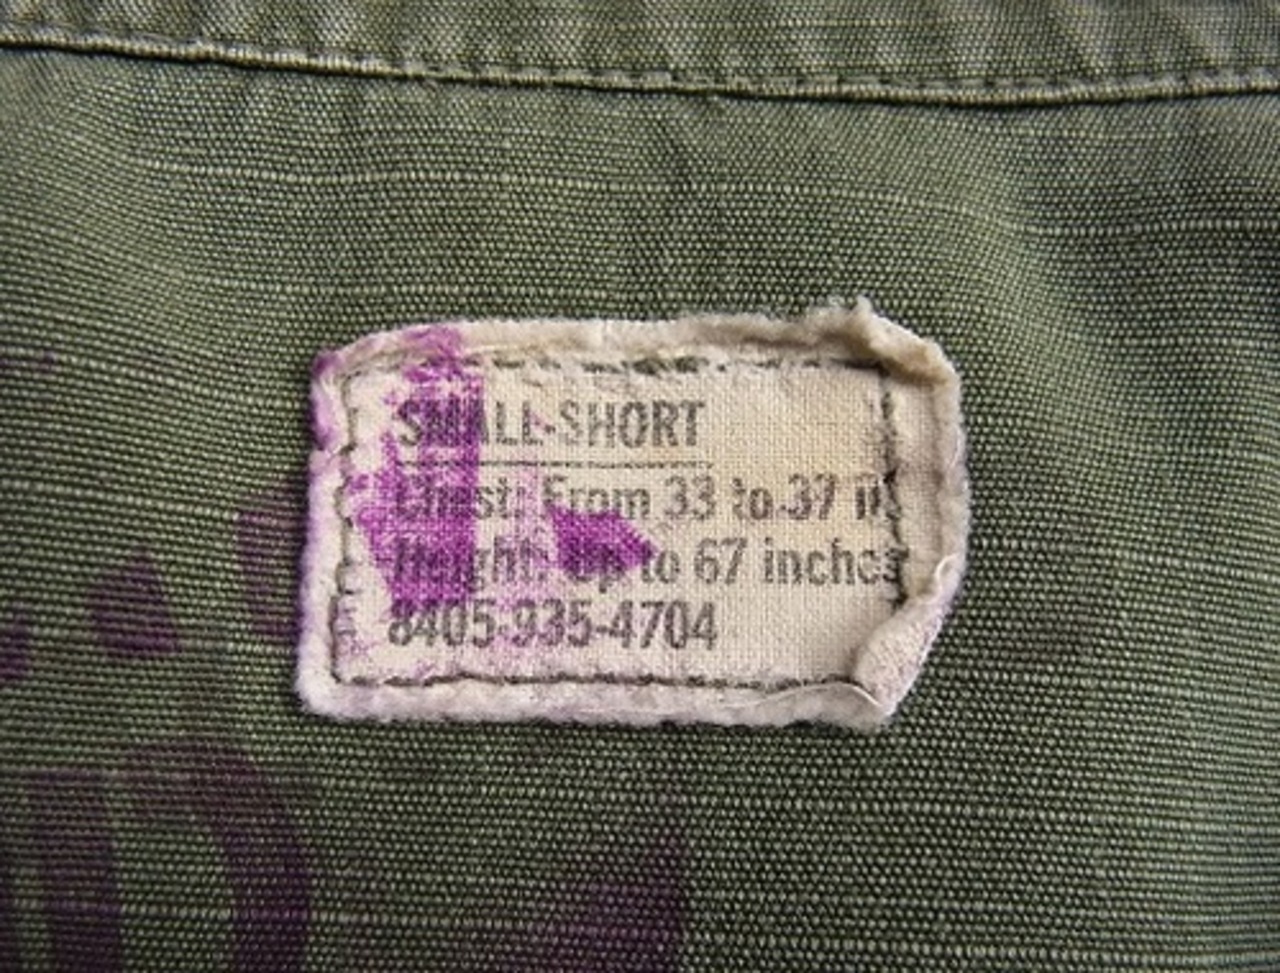 SMALL-SHORT
Chest: From 33 to 37 in
Height: Up to 67 inches
8405-935-4704